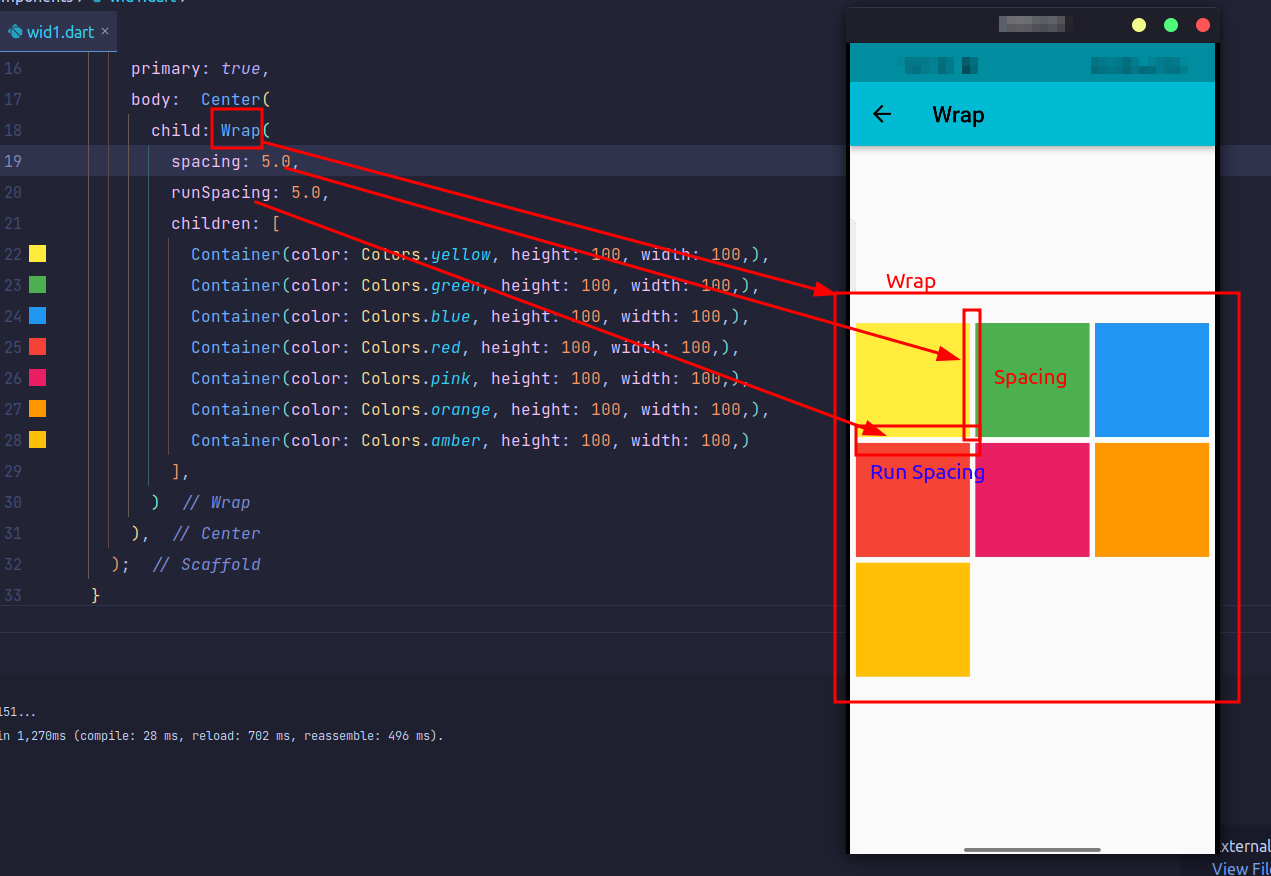 wid1.dart ×
16 primary: true,
17 body: Center(
18 child: Wrap(
19 spacing: 5.0,
20 runSpacing: 5.0,
21 children: [
22 Container(color: Colors.yellow, height: 100, width: 100,),
23 Container(color: Colors.green, height: 100, width: 100,),
24 Container(color: Colors.blue, height: 100, width: 100,),
25 Container(color: Colors.red, height: 100, width: 100,),
26 Container(color: Colors.pink, height: 100, width: 100,),
27 Container(color: Colors.orange, height: 100, width: 100,),
28 Container(color: Colors.amber, height: 100, width: 100,)
29 ],
30 ) // Wrap
31 ), // Center
32 ); // Scaffold
33 }
151...
in 1,270ms (compile: 28 ms, reload: 702 ms, reassemble: 496 ms).
Wrap
Wrap
Spacing
Run Spacing
xternal
View Fil